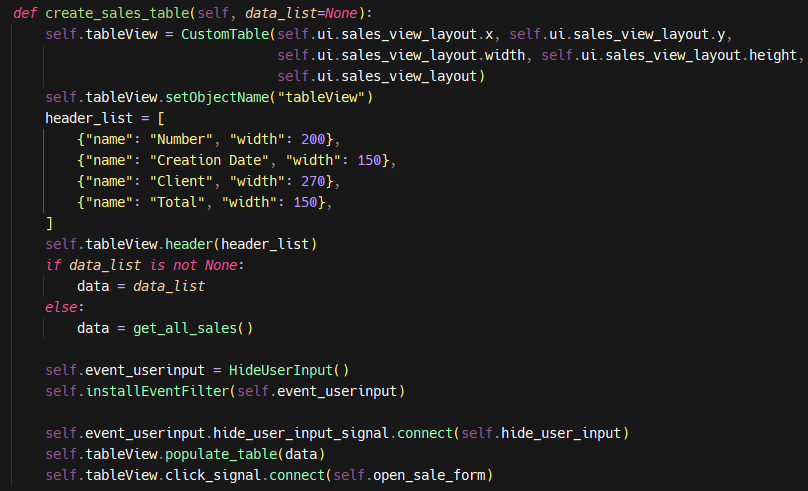 def create_sales_table(self, data_list=None):
    self.tableView = CustomTable(self.ui.sales_view_layout.x, self.ui.sales_view_layout.y,
                                 self.ui.sales_view_layout.width, self.ui.sales_view_layout.height,
                                 self.ui.sales_view_layout)
    self.tableView.setObjectName("tableView")
    header_list = [
        {"name": "Number", "width": 200},
        {"name": "Creation Date", "width": 150},
        {"name": "Client", "width": 270},
        {"name": "Total", "width": 150},
    ]
    self.tableView.header(header_list)
    if data_list is not None:
        data = data_list
    else:
        data = get_all_sales()

    self.event_userinput = HideUserInput()
    self.installEventFilter(self.event_userinput)

    self.event_userinput.hide_user_input_signal.connect(self.hide_user_input)
    self.tableView.populate_table(data)
    self.tableView.click_signal.connect(self.open_sale_form)